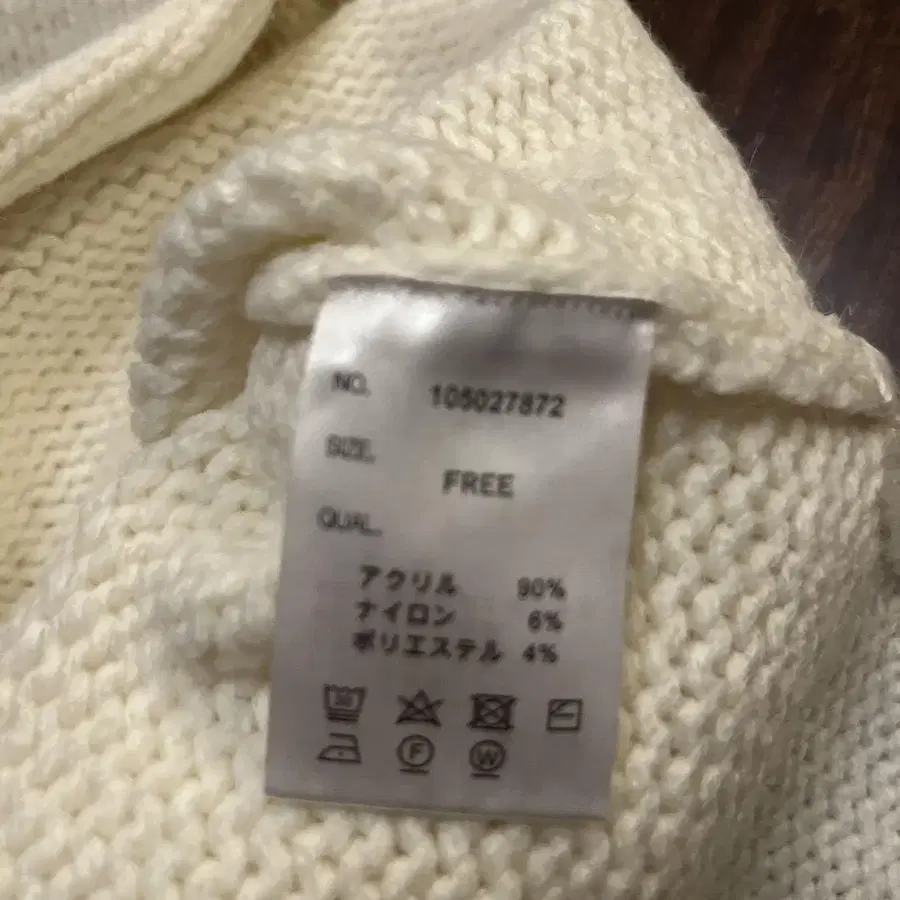 NO. 105027872
SIZE. FREE
QUAL.
アクリル 90%
ナイロン 6%
ポリエステル 4%
30
F W